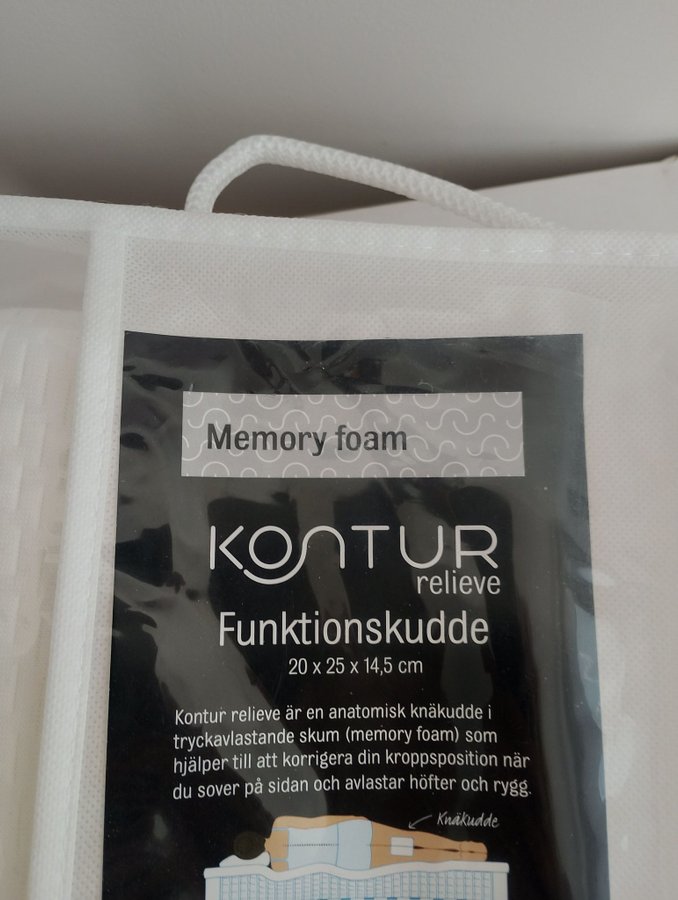 Memory foam
KONTUR
relieve
Funktionskudde
20 x 25 x 14,5 cm
Kontur relieve är en anatomisk knäkudde i
tryckavlastande skum (memory foam) som
hjälper till att korrigera din kroppsposition när
du sover på sidan och avlastar höfter och rygg.
Knäkudde